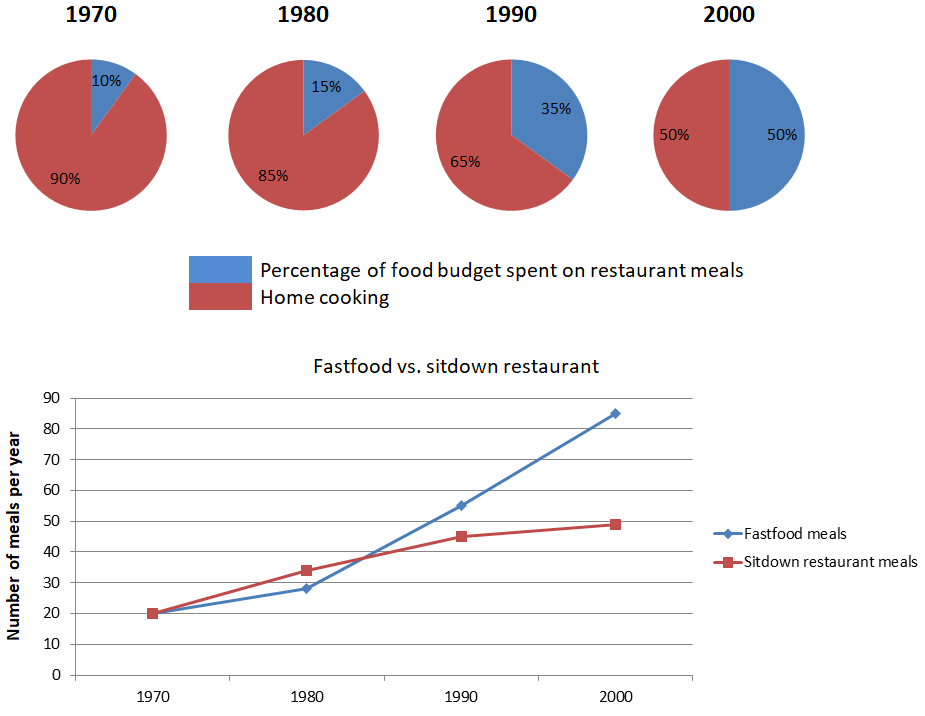 1970 1980 1990 2000
10% 15% 35% 50% 50%
90% 85% 65%
Percentage of food budget spent on restaurant meals
Home cooking
Fastfood vs. sitdown restaurant
Number of meals per year
90
80
70
60
50
40
30
20
10
0
1970 1980 1990 2000
Fastfood meals
Sitdown restaurant meals